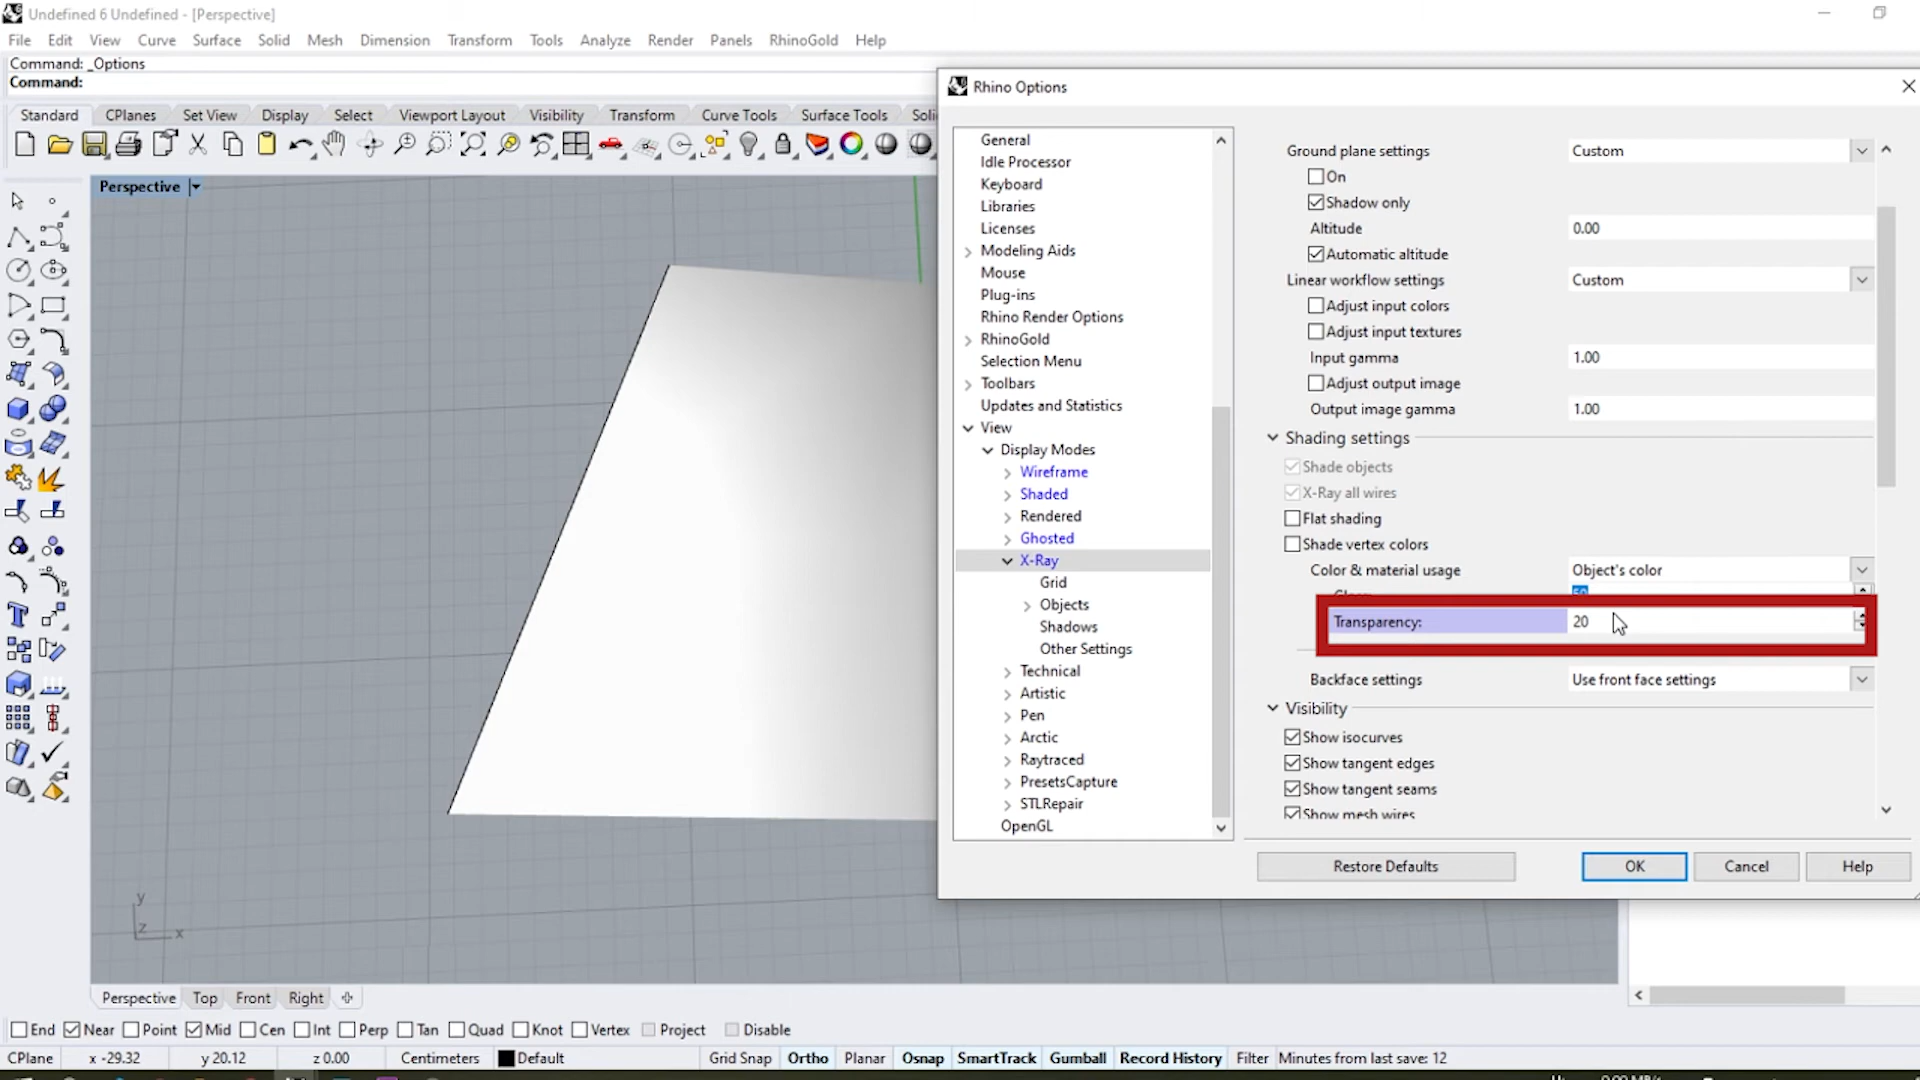 Undefined 6 Undefined - [Perspective]
File Edit View Curve Surface Solid Mesh Dimension Transform Tools Analyze Render Panels RhinoGold Help
Command: _Options
Command:
Standard CPlanes Set View Display Select Viewport Layout Visibility Transform Curve Tools Surface Tools
Perspective
y
z x
Rhino Options
General
Idle Processor
Keyboard
Libraries
Licenses
Modeling Aids
Mouse
Plug-ins
Rhino Render Options
RhinoGold
Selection Menu
Toolbars
Updates and Statistics
View
Display Modes
Wireframe
Shaded
Rendered
Ghosted
X-Ray
Grid
Objects
Shadows
Other Settings
Technical
Artistic
Pen
Arctic
Raytraced
PresetsCapture
STLRepair
OpenGL
Ground plane settings Custom
On
Shadow only
Altitude 0.00
Automatic altitude
Linear workflow settings Custom
Adjust input colors
Adjust input textures
Input gamma 1.00
Adjust output image
Output image gamma 1.00
Shading settings
Shade objects
X-Ray all wires
Flat shading
Shade vertex colors
Color & material usage Object's color
Transparency: 20
Backface settings Use front face settings
Visibility
Show isocurves
Show tangent edges
Show tangent seams
Show mesh wires
Restore Defaults OK Cancel Help
Perspective Top Front Right
End Near Point Mid Cen Int Perp Tan Quad Knot Vertex Project Disable
CPlane x -29.32 y 20.12 z 0.00 Centimeters Default Grid Snap Ortho Planar Osnap SmartTrack Gumball Record History Filter Minutes from last save: 12